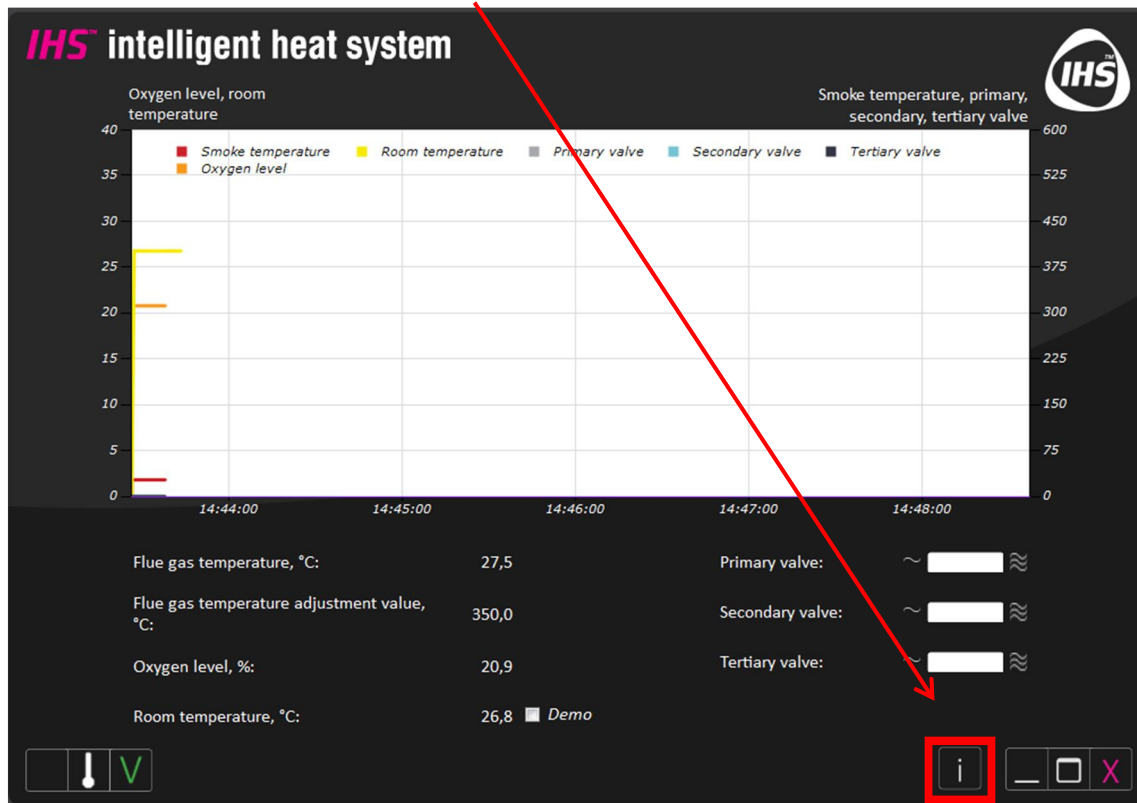 IHS™ intelligent heat system
IHS™
Oxygen level, room
temperature
Smoke temperature, primary,
secondary, tertiary valve
40
600
Smoke temperature
Room temperature
Primary valve
Secondary valve
Tertiary valve
Oxygen level
35
525
30
450
25
375
20
300
15
225
10
150
5
75
0
0
14:44:00
14:45:00
14:46:00
14:47:00
14:48:00
Flue gas temperature, °C: 27,5
Primary valve:
Flue gas temperature adjustment value,
°C: 350,0
Secondary valve:
Oxygen level, %: 20,9
Tertiary valve:
Room temperature, °C: 26,8 Demo
V
i
X